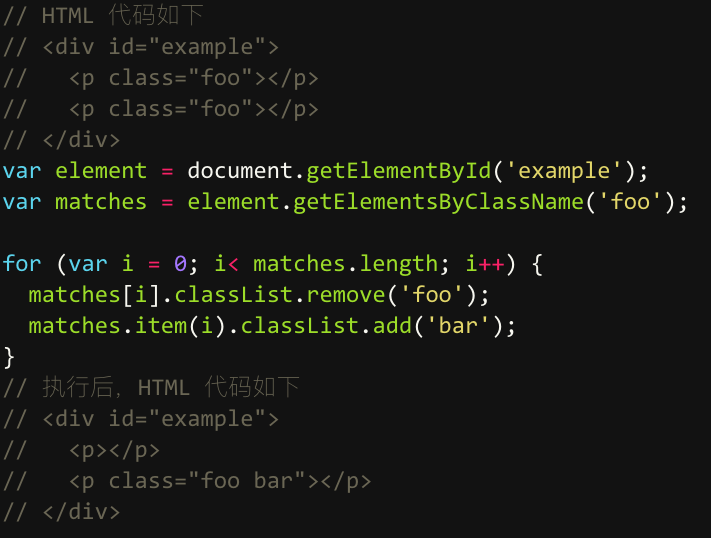 // HTML 代码如下
// <div id="example">
//   <p class="foo"></p>
//   <p class="foo"></p>
// </div>
var element = document.getElementById('example');
var matches = element.getElementsByClassName('foo');

for (var i = 0; i< matches.length; i++) {
  matches[i].classList.remove('foo');
  matches.item(i).classList.add('bar');
}
// 执行后，HTML 代码如下
// <div id="example">
//   <p></p>
//   <p class="foo bar"></p>
// </div>